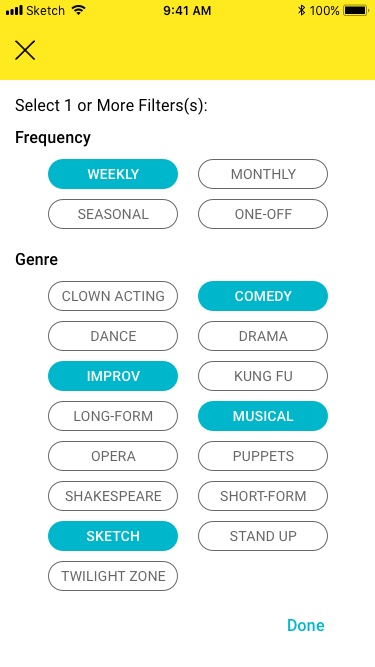 Sketch 9:41 AM 100%
Select 1 or More Filters(s):
Frequency
WEEKLY MONTHLY
SEASONAL ONE-OFF
Genre
CLOWN ACTING COMEDY
DANCE DRAMA
IMPROV KUNG FU
LONG-FORM MUSICAL
OPERA PUPPETS
SHAKESPEARE SHORT-FORM
SKETCH STAND UP
TWILIGHT ZONE
Done